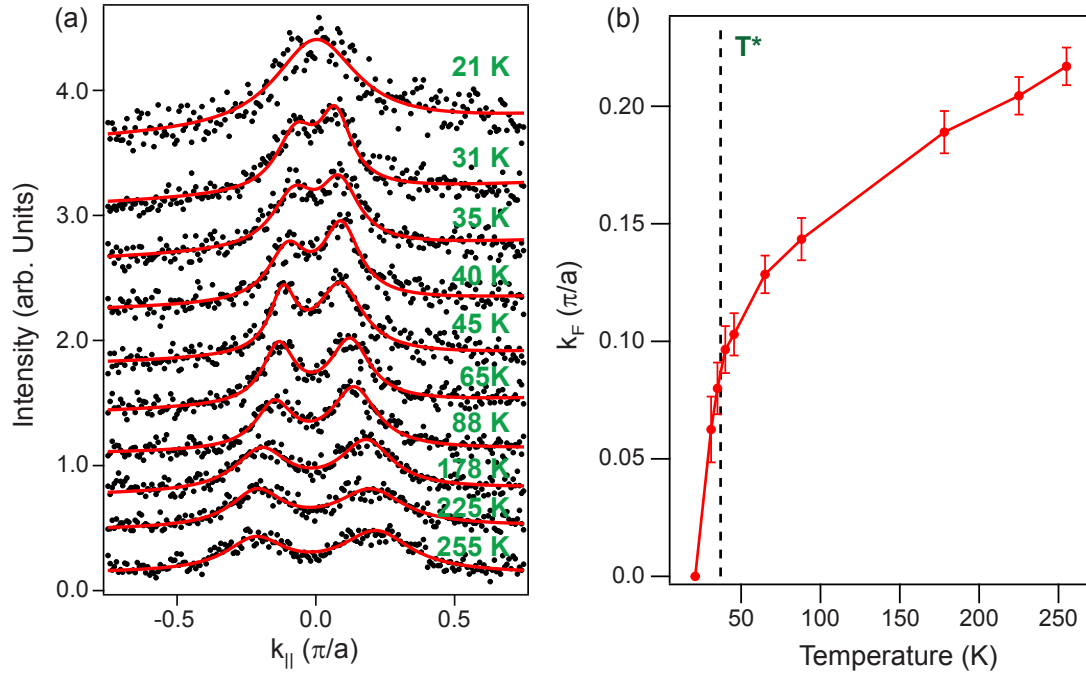 (a)
21 K
31 K
35 K
40 K
45 K
65K
88 K
178 K
225 K
255 K
4.0
3.0
2.0
1.0
0.0
Intensity (arb. Units)
-0.5
0.0
0.5
k|| (π/a)
(b)
T*
0.20
0.15
0.10
0.05
0.0
kF (π/a)
50
100
150
200
250
Temperature (K)